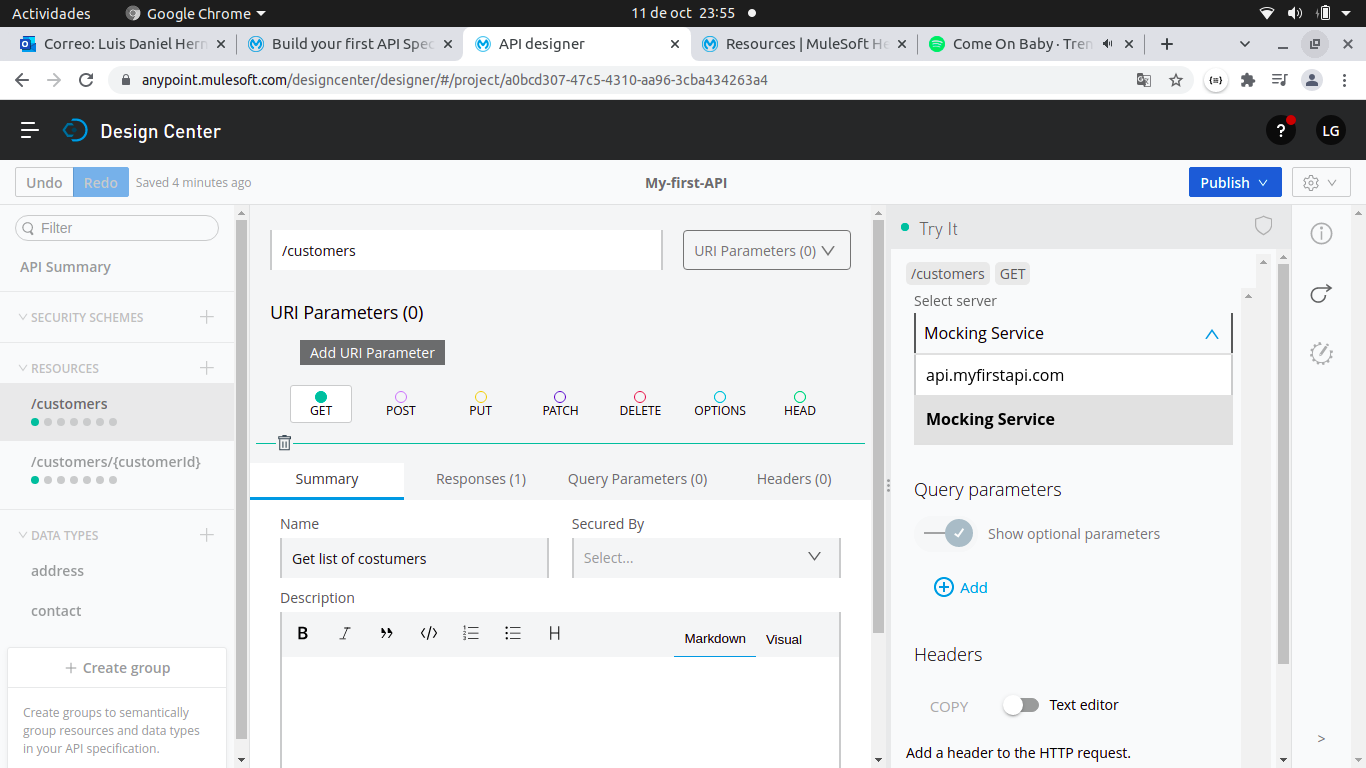 Actividades Google Chrome 11 de oct 23:55
Correo: Luis Daniel Hern Build your first API Spec API designer Resources | MuleSoft He Come On Baby · Tren
anypoint.mulesoft.com/designcenter/designer/#/project/a0bcd307-47c5-4310-aa96-3cba434263a4
Design Center ? LG
Undo Redo Saved 4 minutes ago My-first-API Publish
Filter
API Summary
SECURITY SCHEMES
RESOURCES
/customers
/customers/{customerId}
DATA TYPES
address
contact
Create group
Create groups to semantically
group resources and data types
in your API specification.
/customers URI Parameters (0)
URI Parameters (0)
Add URI Parameter
GET POST PUT PATCH DELETE OPTIONS HEAD
Summary Responses (1) Query Parameters (0) Headers (0)
Name Secured By
Get list of costumers Select...
Description
B I H Markdown Visual
Try It
/customers GET
Select server
Mocking Service
api.myfirstapi.com
Mocking Service
Query parameters
Show optional parameters
Add
Headers
COPY Text editor
Add a header to the HTTP request.